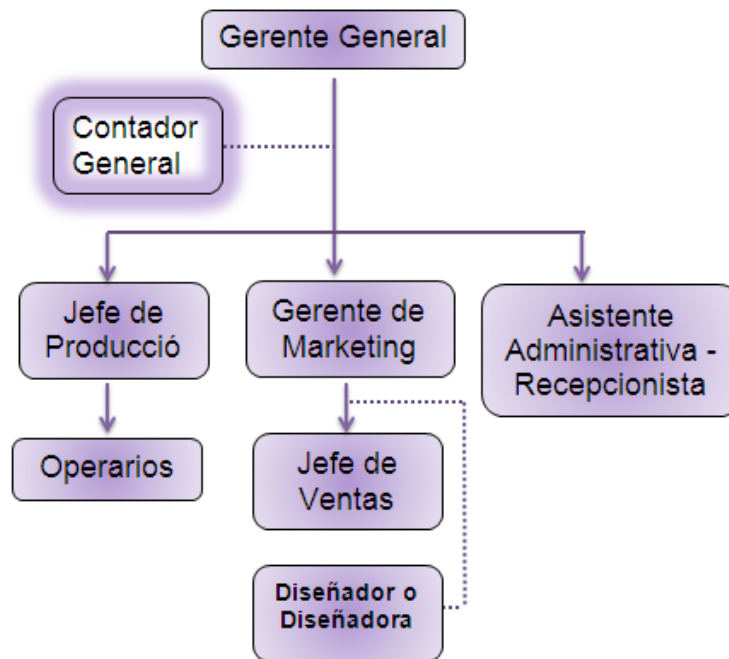 Gerente General
Contador
General
Jefe de
Producció
Gerente de
Marketing
Asistente
Administrativa -
Recepcionista
Operarios
Jefe de
Ventas
Diseñador o
Diseñadora